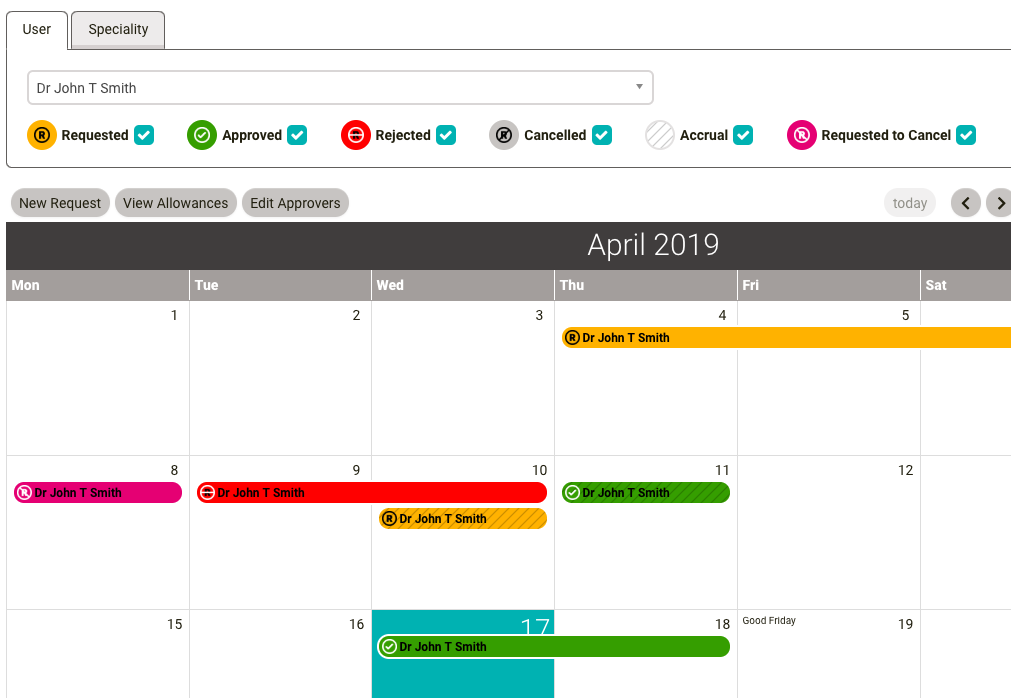 User Speciality
Dr John T Smith
R Requested Approved Rejected R Cancelled Accrual R Requested to Cancel
New Request View Allowances Edit Approvers today
April 2019
Mon Tue Wed Thu Fri Sat
1 2 3 4 5
R Dr John T Smith
8 9 10 11 12
R Dr John T Smith Dr John T Smith Dr John T Smith
R Dr John T Smith
15 16 17 18 Good Friday 19
Dr John T Smith